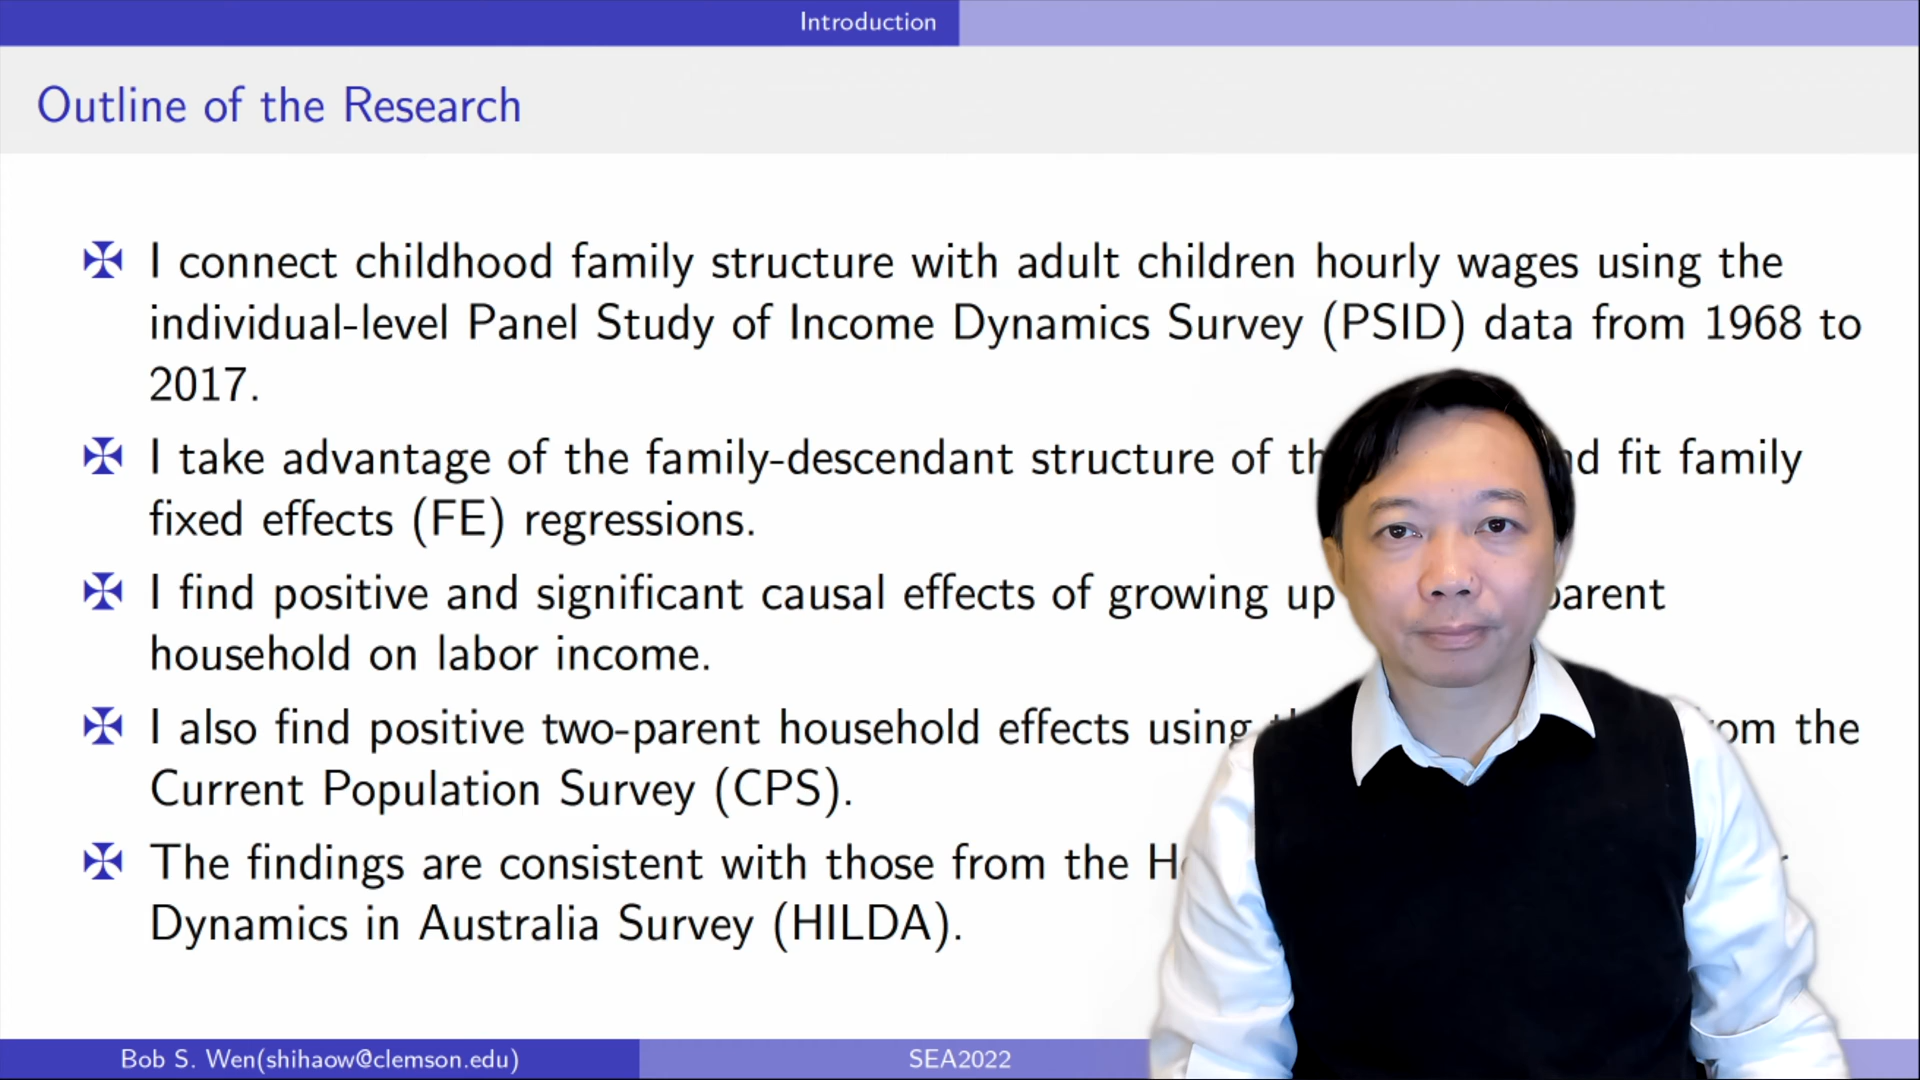 Introduction
Outline of the Research
I connect childhood family structure with adult children hourly wages using the
individual-level Panel Study of Income Dynamics Survey (PSID) data from 1968 to
2017.
I take advantage of the family-descendant structure of fit family
fixed effects (FE) regressions.
I find positive and significant causal effects of growing up
household on labor income.
I also find positive two-parent household effects using the
Current Population Survey (CPS).
The findings are consistent with those from the
Dynamics in Australia Survey (HILDA).
Bob S. Wen(shihaow@clemson.edu)
SEA2022